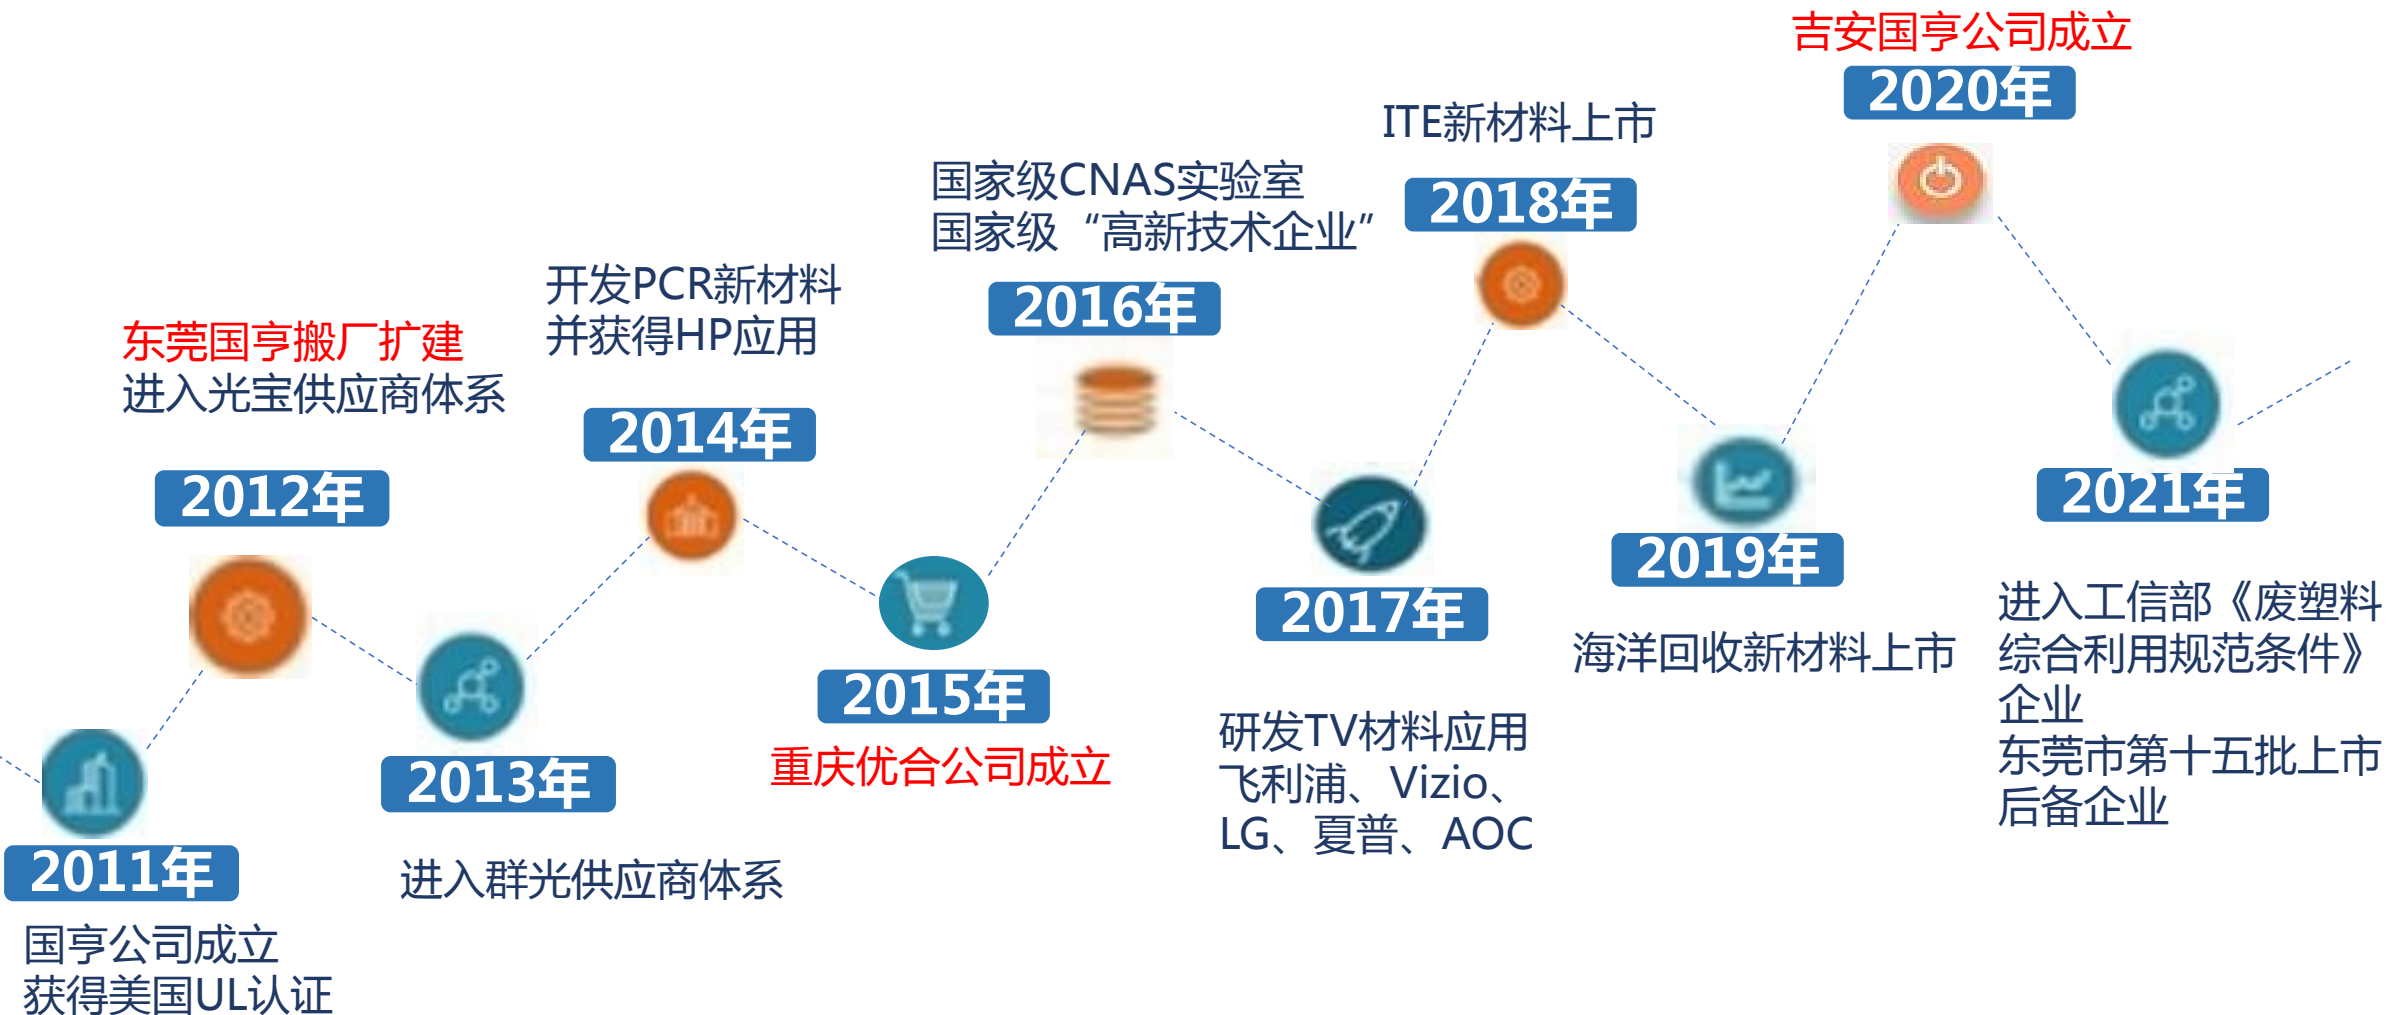 2011年
国亨公司成立
获得美国UL认证
东莞国亨搬厂扩建
进入光宝供应商体系
2012年
2013年
进入群光供应商体系
开发PCR新材料
并获得HP应用
2014年
2015年
重庆优合公司成立
国家级CNAS实验室
国家级“高新技术企业”
2016年
2017年
研发TV材料应用
飞利浦、Vizio、
LG、夏普、AOC
ITE新材料上市
2018年
2019年
海洋回收新材料上市
吉安国亨公司成立
2020年
2021年
进入工信部《废塑料
综合利用规范条件》
企业
东莞市第十五批上市
后备企业